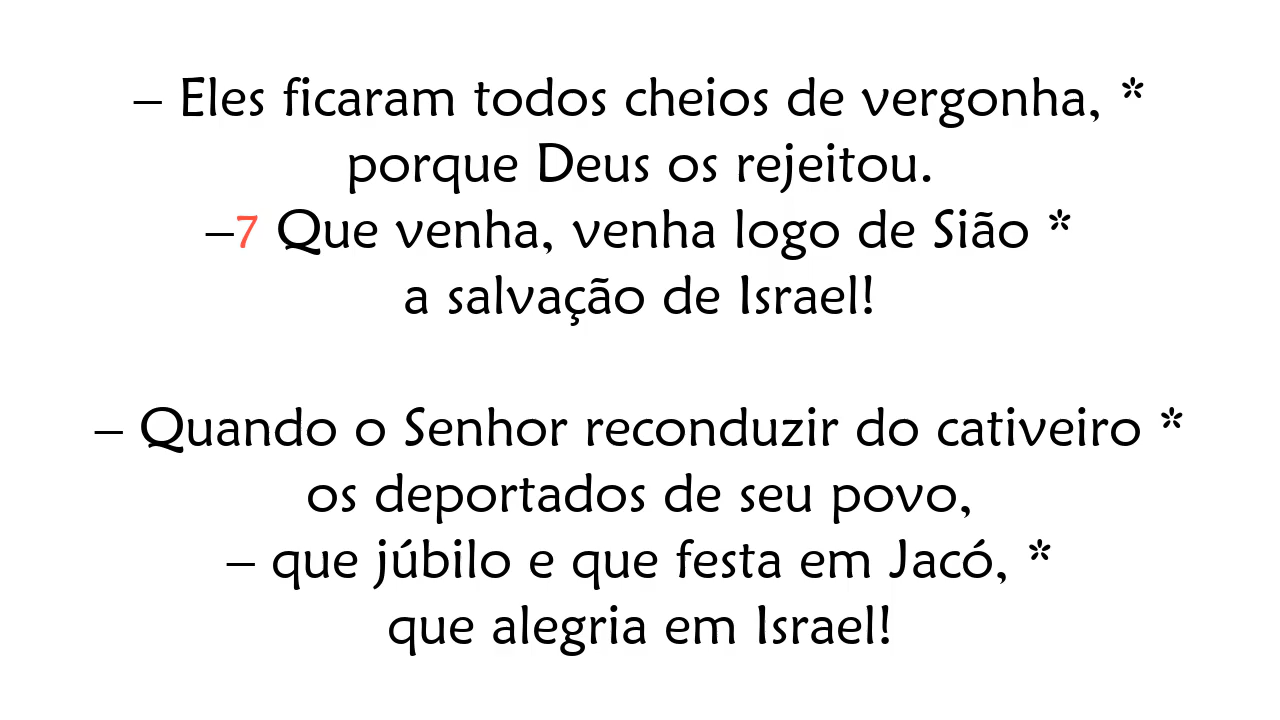 – Eles ficaram todos cheios de vergonha, *
porque Deus os rejeitou.
–7 Que venha, venha logo de Sião *
a salvação de Israel!
– Quando o Senhor reconduzir do cativeiro *
os deportados de seu povo,
– que júbilo e que festa em Jacó, *
que alegria em Israel!